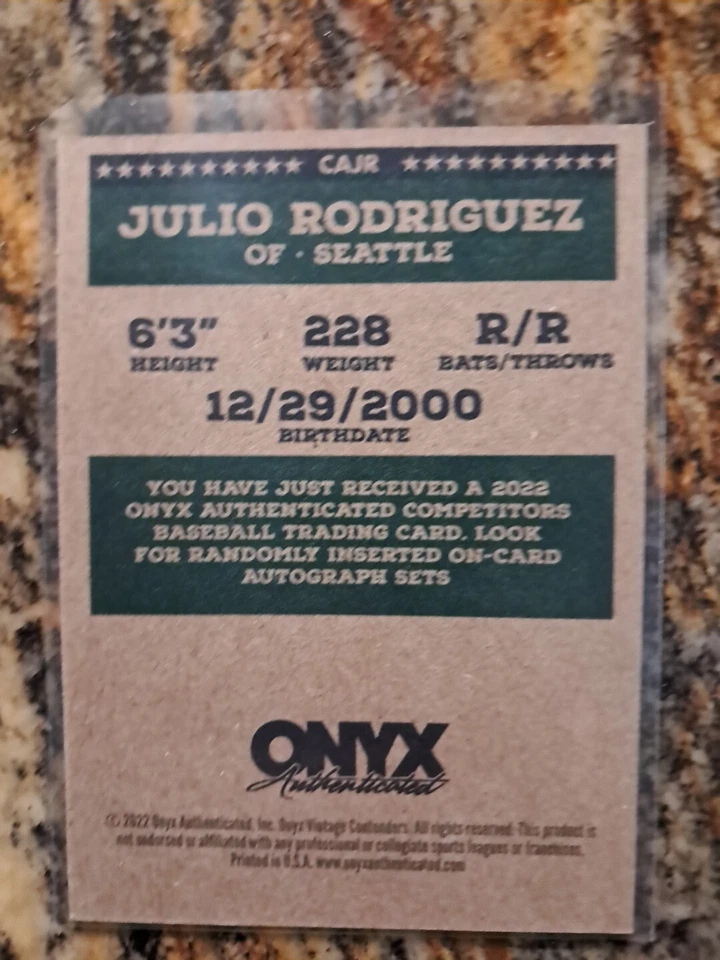 ★★★★★★★★★★ CAJR ★★★★★★★★★★
JULIO RODRIGUEZ
OF · SEATTLE
6'3" 228 R/R
HEIGHT WEIGHT BATS/THROWS
12/29/2000
BIRTHDATE
YOU HAVE JUST RECEIVED A 2022
ONYX AUTHENTICATED COMPETITORS
BASEBALL TRADING CARD. LOOK
FOR RANDOMLY INSERTED ON-CARD
AUTOGRAPH SETS
ONYX
Authenticated
© 2022 Onyx Authenticated, Inc. Onyx Vintage Contenders. All rights reserved. This product is
not endorsed or affiliated with any professional or collegiate sports leagues or franchises.
Printed in U.S.A. www.onyxauthenticated.com